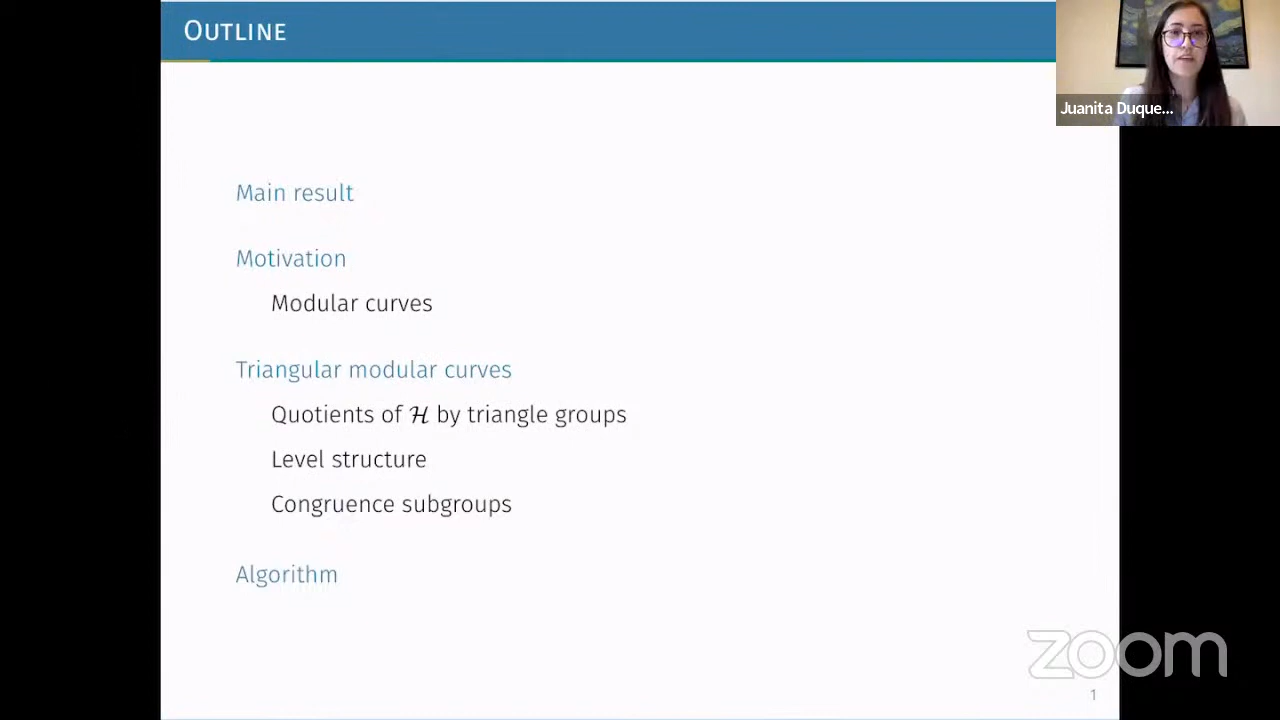 OUTLINE
Juanita Duque...
Main result
Motivation
Modular curves
Triangular modular curves
Quotients of ℋ by triangle groups
Level structure
Congruence subgroups
Algorithm
zoom
1